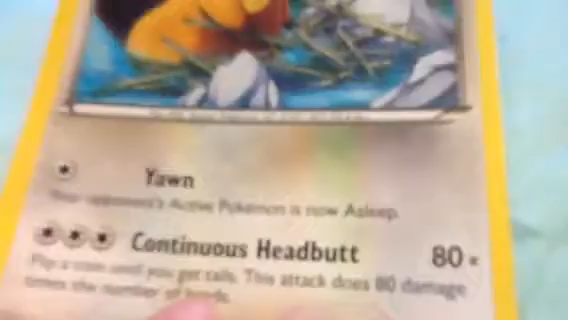 Yawn
Your opponent's Active Pokémon is now Asleep.
Continuous Headbutt 80×
Flip a coin until you get tails. This attack does 80 damage
times the number of heads.